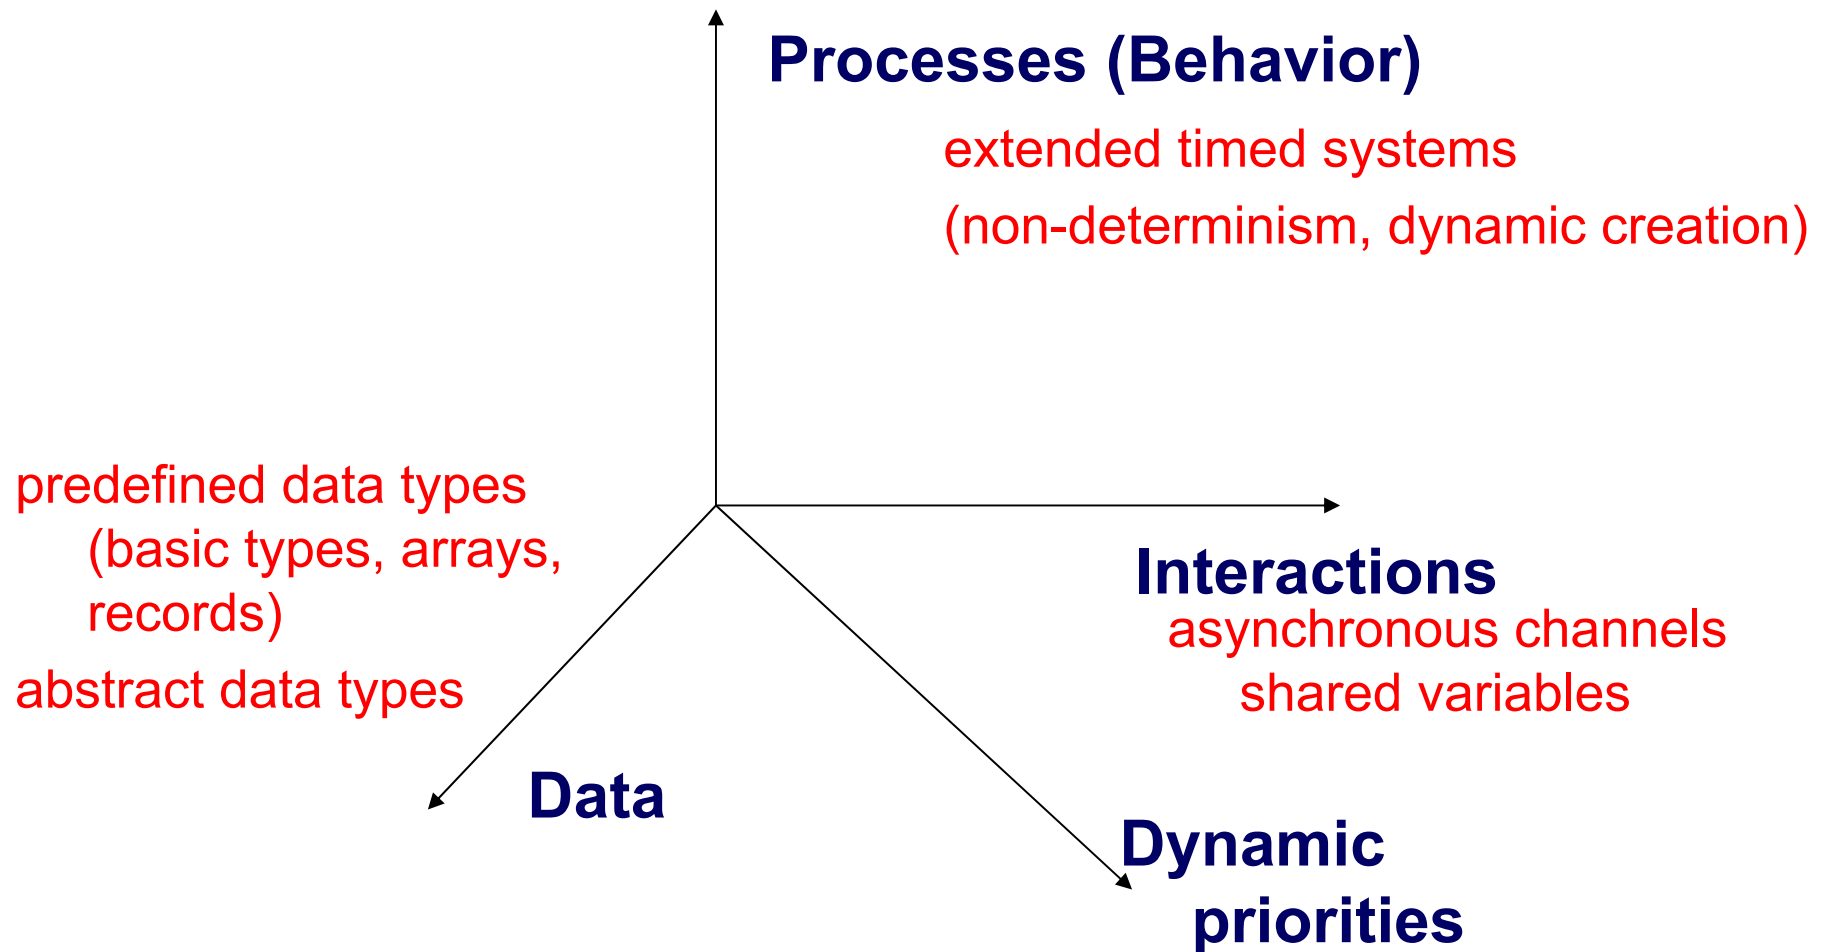 Processes (Behavior)
extended timed systems
(non-determinism, dynamic creation)
predefined data types
(basic types, arrays,
records)
abstract data types
Interactions
asynchronous channels
shared variables
Data
Dynamic
priorities